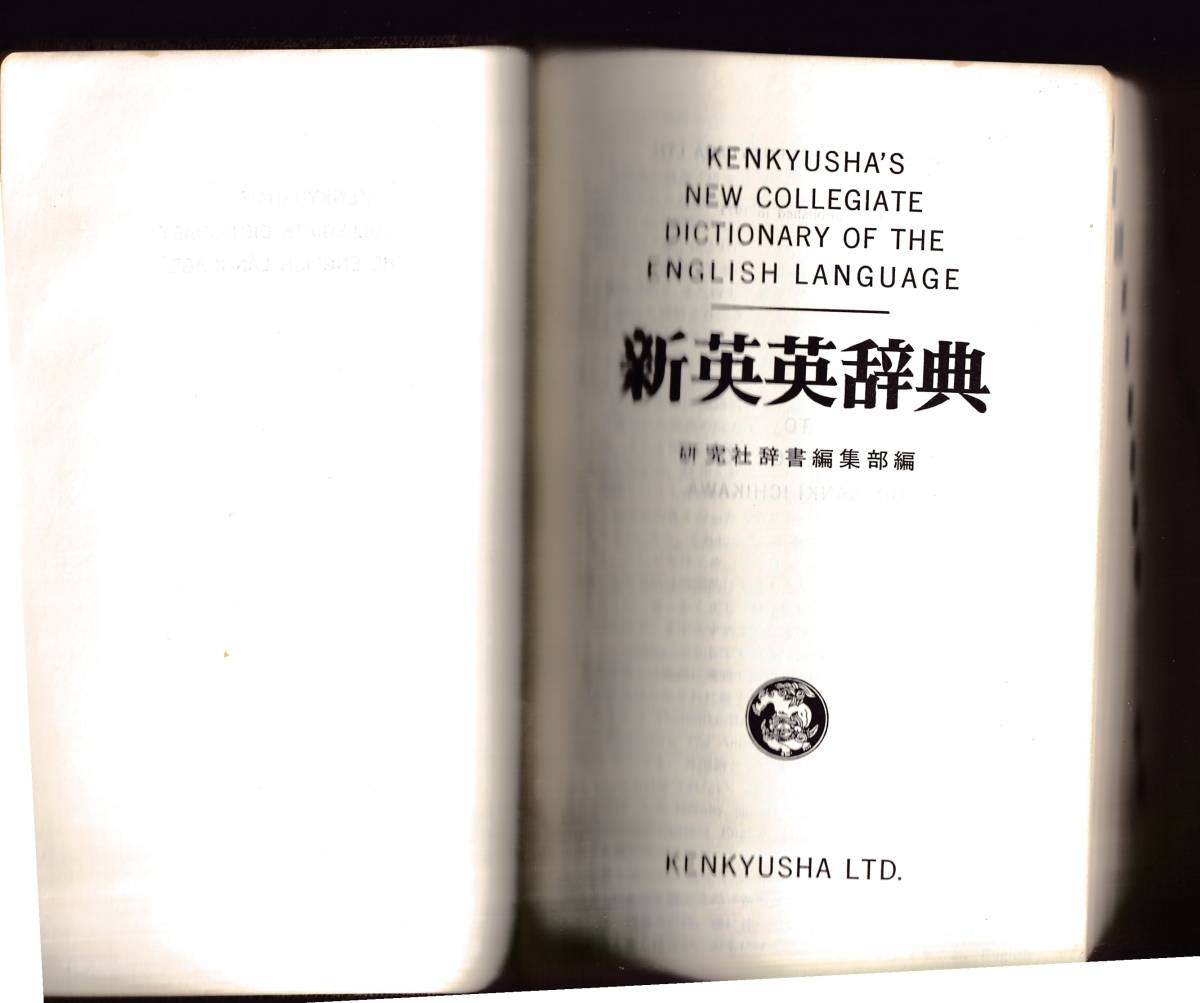 KENKYUSHA'S
NEW COLLEGIATE
DICTIONARY OF THE
ENGLISH LANGUAGE
新英英辞典
研究社辞書編集部編
KENKYUSHA LTD.